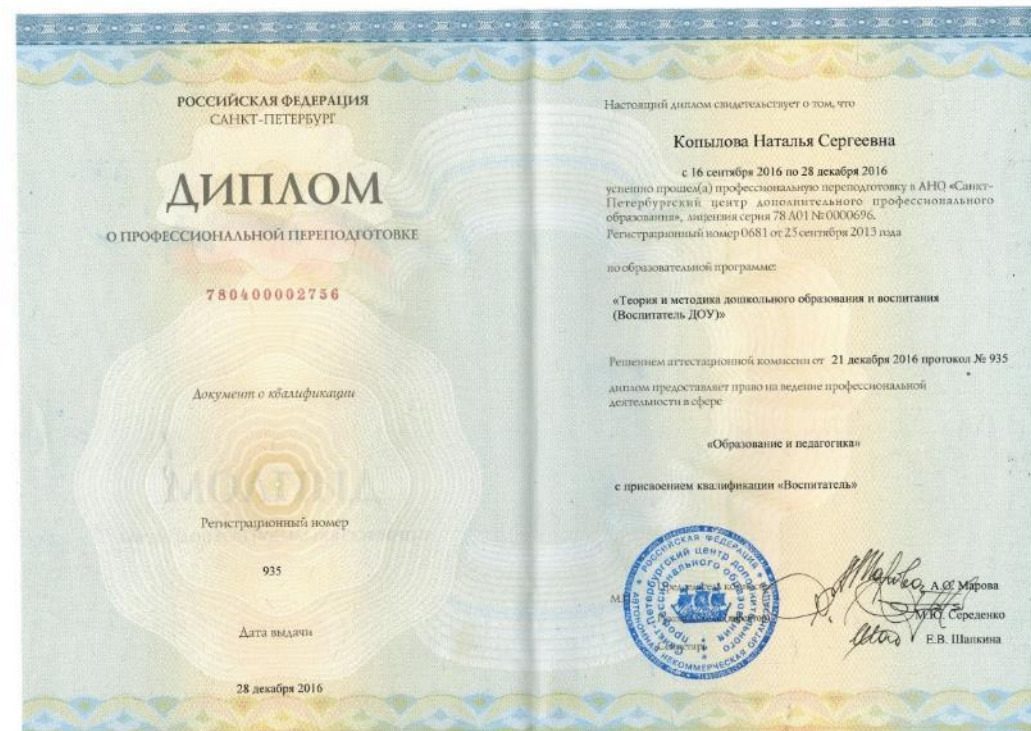 РОССИЙСКАЯ ФЕДЕРАЦИЯ
САНКТ-ПЕТЕРБУРГ
ДИПЛОМ
О ПРОФЕССИОНАЛЬНОЙ ПЕРЕПОДГОТОВКЕ
780400002756
Документ о квалификации
Регистрационный номер
935
Дата выдачи
28 декабря 2016
Настоящий диплом свидетельствует о том, что
Копылова Наталья Сергеевна
с 16 сентября 2016 по 28 декабря 2016
успешно прошел(а) профессиональную переподготовку в АНО «Санкт-
Петербургский центр дополнительного профессионального
образования», лицензия серия 78 А01 № 0000696.
Регистрационный номер 0681 от 25 сентября 2013 года
по образовательной программе:
«Теория и методика дошкольного образования и воспитания
(Воспитатель ДОУ)»
Решением аттестационной комиссии от 21 декабря 2016 протокол № 935
диплом предоставляет право на ведение профессиональной
деятельности в сфере
«Образование и педагогика»
с присвоением квалификации «Воспитатель»
А.О. Марова
М.Ю. Середенко
Е.В. Шапкина